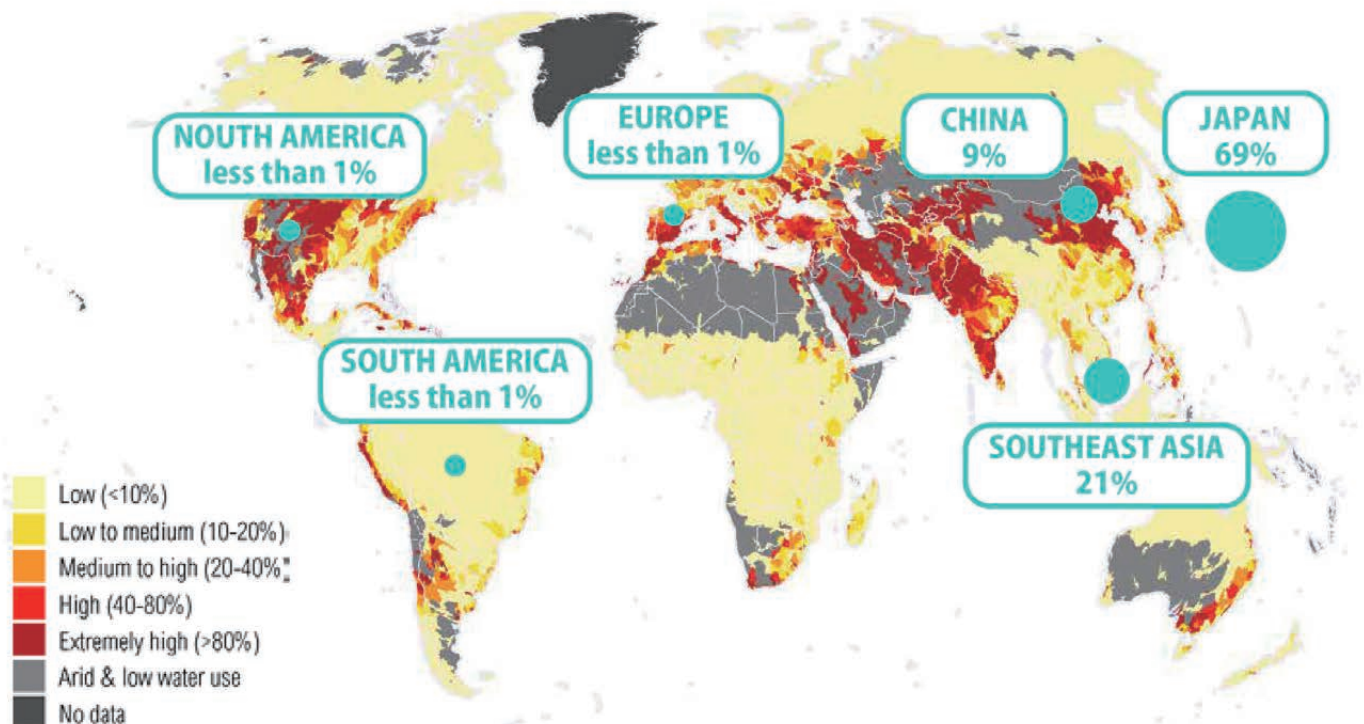 NOUTH AMERICA
less than 1%
EUROPE
less than 1%
CHINA
9%
JAPAN
69%
SOUTH AMERICA
less than 1%
SOUTHEAST ASIA
21%
Low (<10%)
Low to medium (10-20%)
Medium to high (20-40%
High (40-80%)
Extremely high (>80%)
Arid & low water use
No data